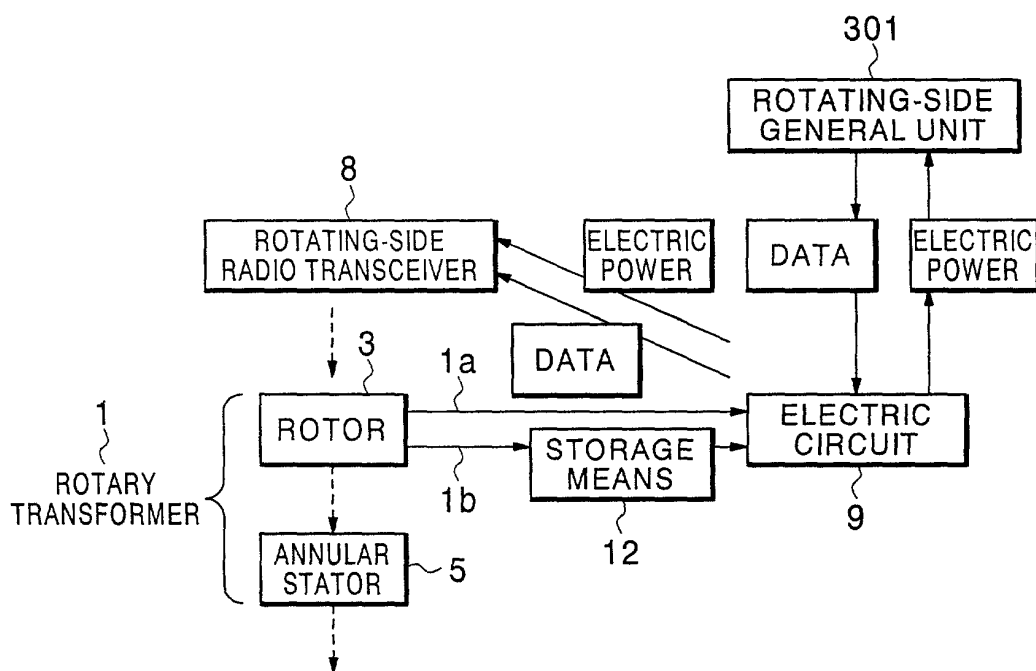 301
ROTATING-SIDE
GENERAL UNIT
8
ROTATING-SIDE
RADIO TRANSCEIVER
ELECTRIC
POWER
DATA
ELECTRIC
POWER
DATA
3
1a
ROTOR
1b
STORAGE
MEANS
12
ELECTRIC
CIRCUIT
9
1
ROTARY
TRANSFORMER
ANNULAR
STATOR
5